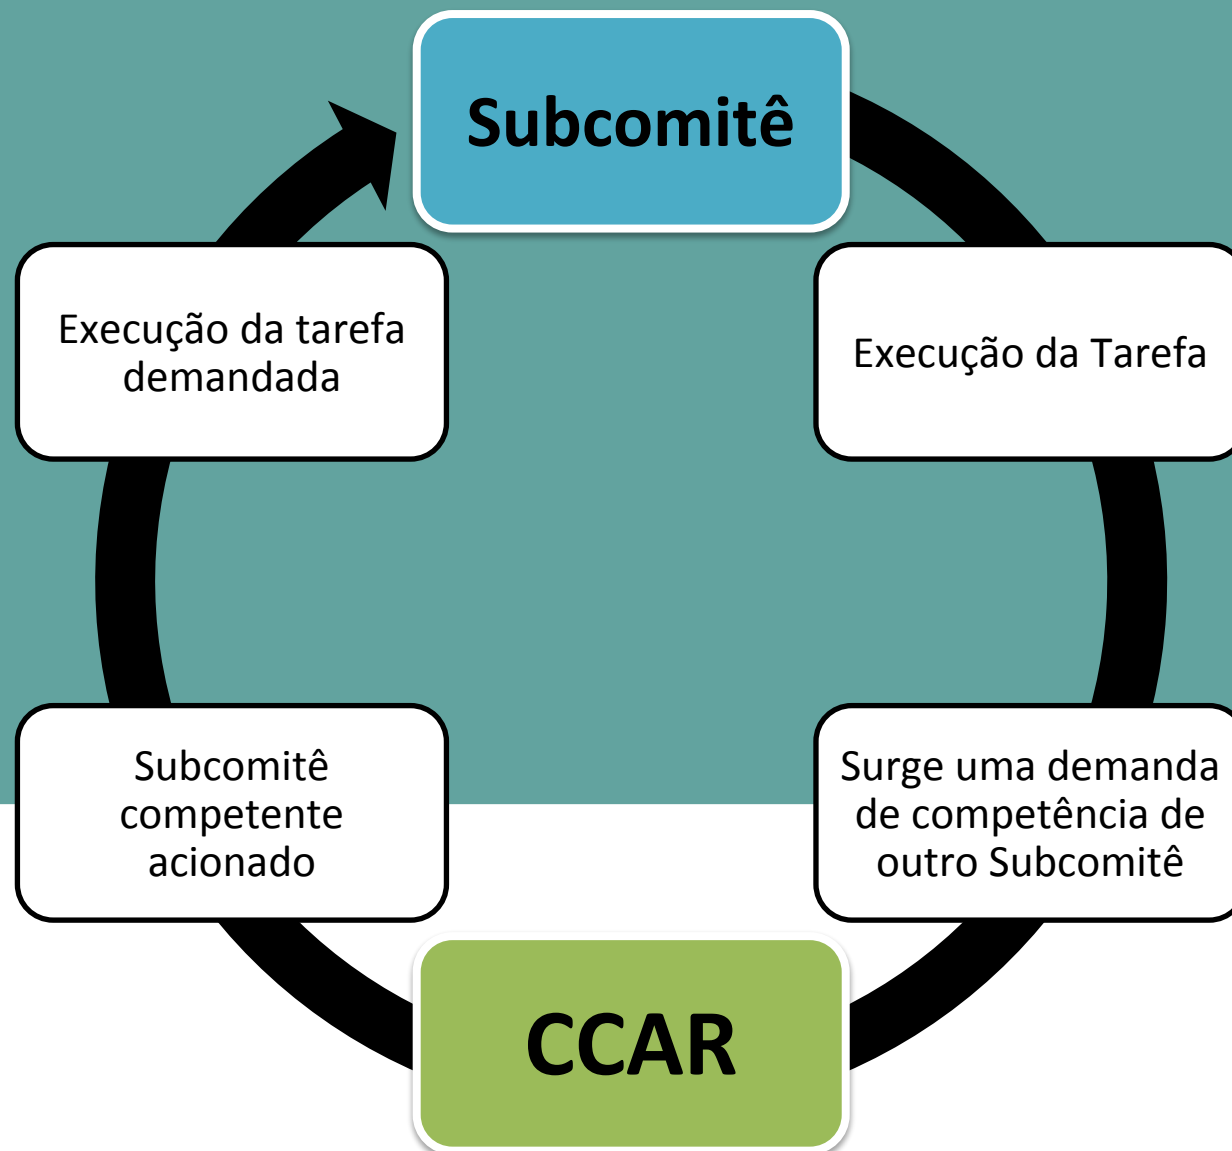 Subcomitê
Execução da tarefa
demandada
Execução da Tarefa
Subcomitê
competente
acionado
Surge uma demanda
de competência de
outro Subcomitê
CCAR